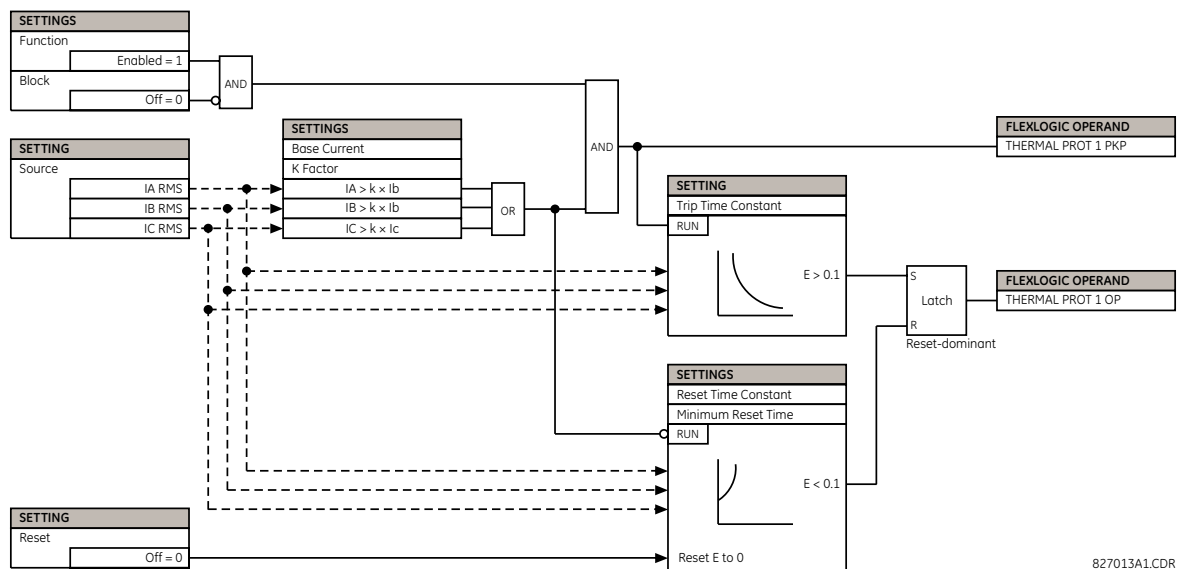 SETTINGS
Function
Enabled = 1
Block
Off = 0
AND
SETTING
Source
IA RMS
IB RMS
IC RMS
SETTINGS
Base Current
K Factor
IA > k × Ib
IB > k × Ib
IC > k × Ic
OR
AND
FLEXLOGIC OPERAND
THERMAL PROT 1 PKP
SETTING
Trip Time Constant
RUN
E > 0.1
S
Latch
R
Reset-dominant
FLEXLOGIC OPERAND
THERMAL PROT 1 OP
SETTINGS
Reset Time Constant
Minimum Reset Time
RUN
E < 0.1
Reset E to 0
SETTING
Reset
Off = 0
827013A1.CDR